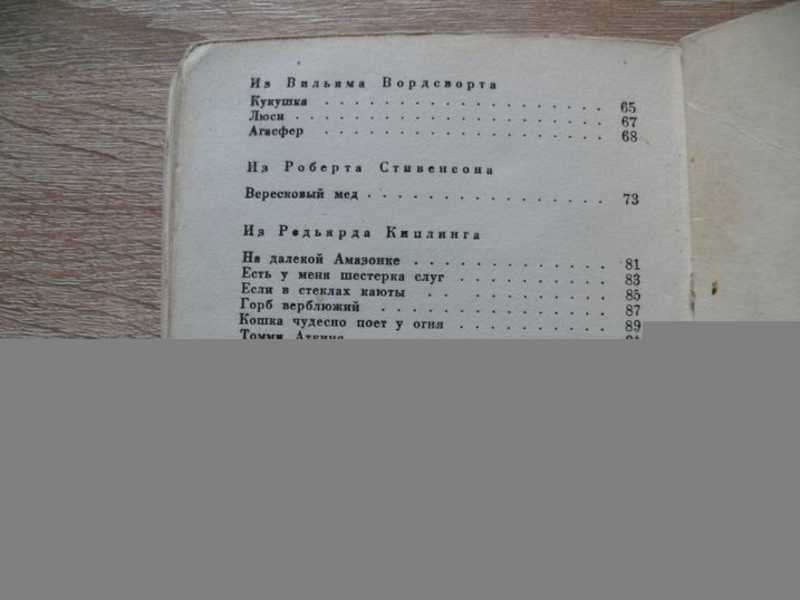 Из Вильяма Вордсворта
Кукушка . . . . . . . . . . . . . . . . . . 65
Люси . . . . . . . . . . . . . . . . . . . . 67
Агасфер . . . . . . . . . . . . . . . . . . 68
Из Роберта Стивенсона
Вересковый мед . . . . . . . . . . . . . . 73
Из Редьярда Киплинга
На далекой Амазонке . . . . . . . . . . . 81
Есть у меня шестерка слуг . . . . . . . . 83
Если в стеклах каюты . . . . . . . . . . . 85
Горб верблюжий . . . . . . . . . . . . . . 87
Кошка чудесно поет у огня . . . . . . . . 89
Томми Аткинс